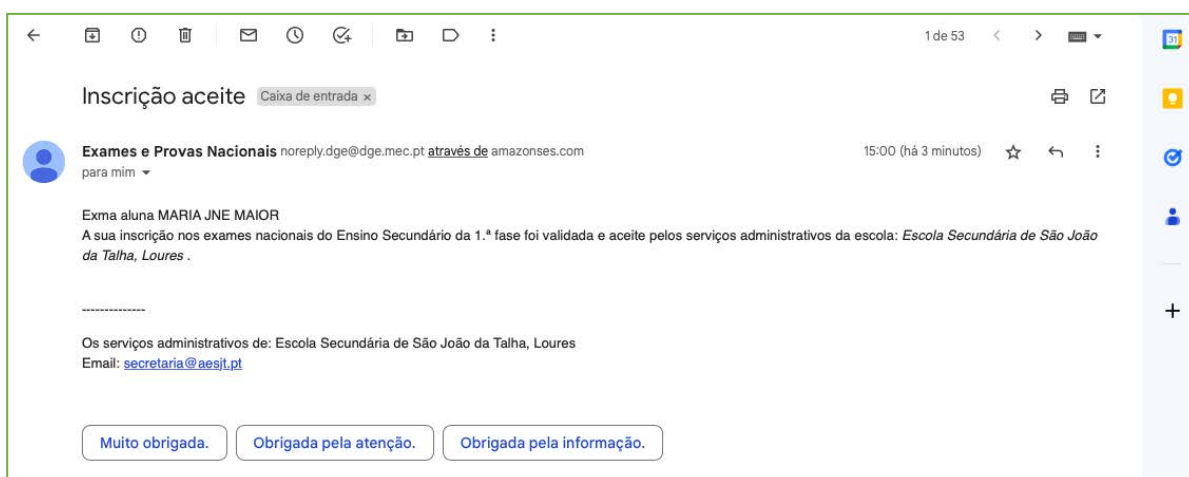 1 de 53
31
Inscrição aceite Caixa de entrada x
Exames e Provas Nacionais noreply.dge@dge.mec.pt através de amazonses.com 15:00 (há 3 minutos)
para mim
Exma aluna MARIA JNE MAIOR
A sua inscrição nos exames nacionais do Ensino Secundário da 1.ª fase foi validada e aceite pelos serviços administrativos da escola: Escola Secundária de São João
da Talha, Loures .
--------------
Os serviços administrativos de: Escola Secundária de São João da Talha, Loures
Email: secretaria@aesjt.pt
Muito obrigada. Obrigada pela atenção. Obrigada pela informação.